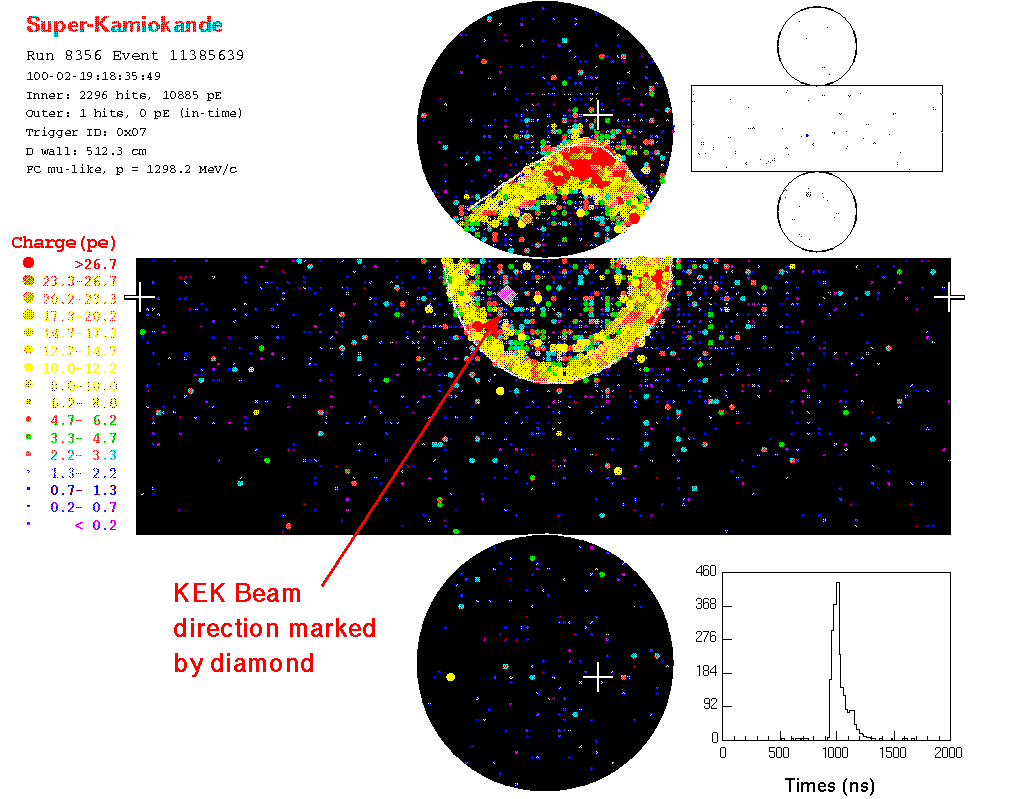 Super-Kamiokande
Run 8356 Event 11385639
100-02-19:18:35:49
Inner: 2296 hits, 10885 pE
Outer: 1 hits, 0 pE (in-time)
Trigger ID: 0x07
D wall: 512.3 cm
FC mu-like, p = 1298.2 MeV/c
Charge(pe)
>26.7
23.3-26.7
20.2-23.3
17.3-20.2
14.7-17.3
12.2-14.7
10.0-12.2
8.0-10.0
6.2- 8.0
4.7- 6.2
3.3- 4.7
2.2- 3.3
1.3- 2.2
0.7- 1.3
0.2- 0.7
< 0.2
KEK Beam
direction marked
by diamond
460
368
276
184
92
0
0 500 1000 1500 2000
Times (ns)